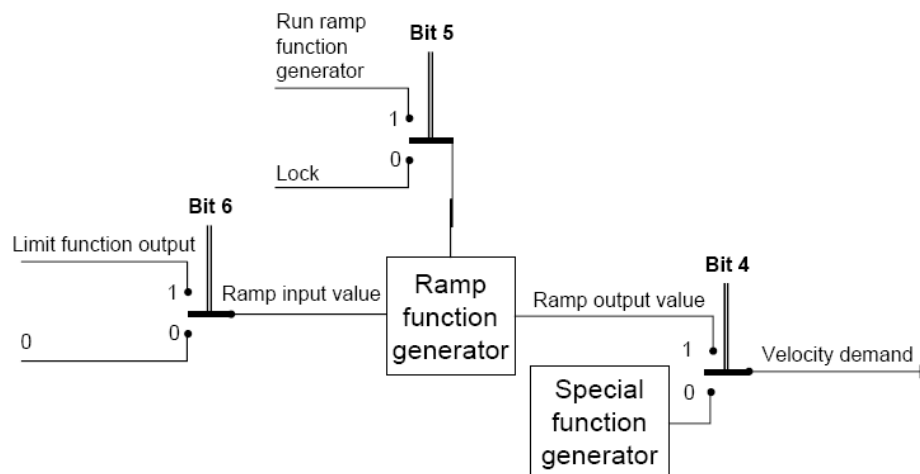 Run ramp
function
generator
Bit 5
1
0
Lock
Bit 6
Limit function output
1
Ramp input value
0
0
Ramp
function
generator
Bit 4
Ramp output value
1
Velocity demand
0
Special
function
generator